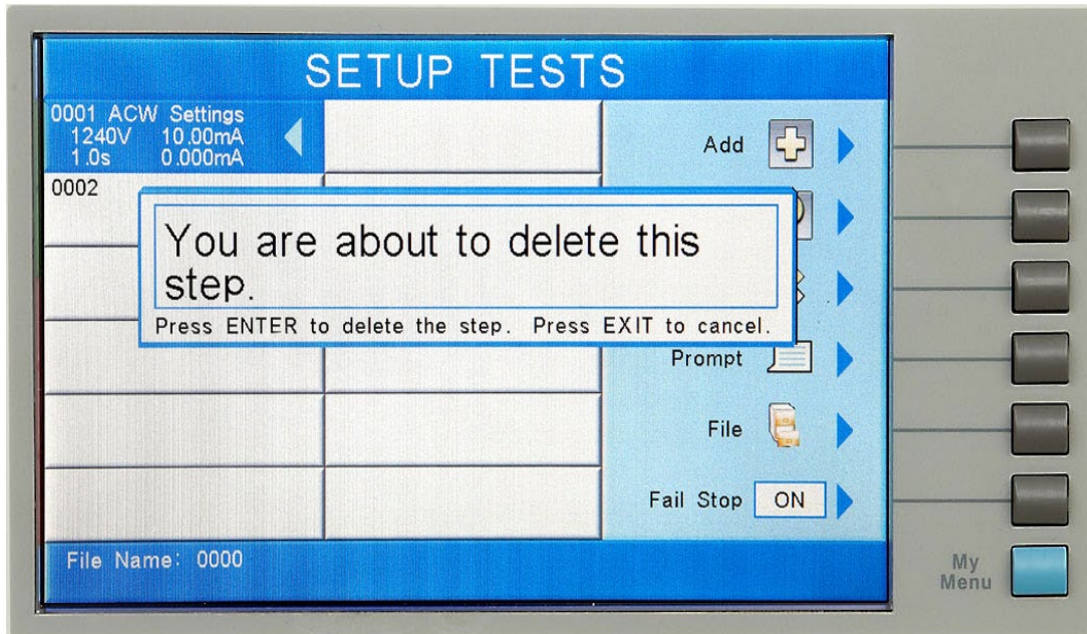 SETUP TESTS
0001 ACW Settings
1240V 10.00mA
1.0s 0.000mA
0002
You are about to delete this
step.
Press ENTER to delete the step. Press EXIT to cancel.
Add
Prompt
File
Fail Stop ON
File Name: 0000
My
Menu